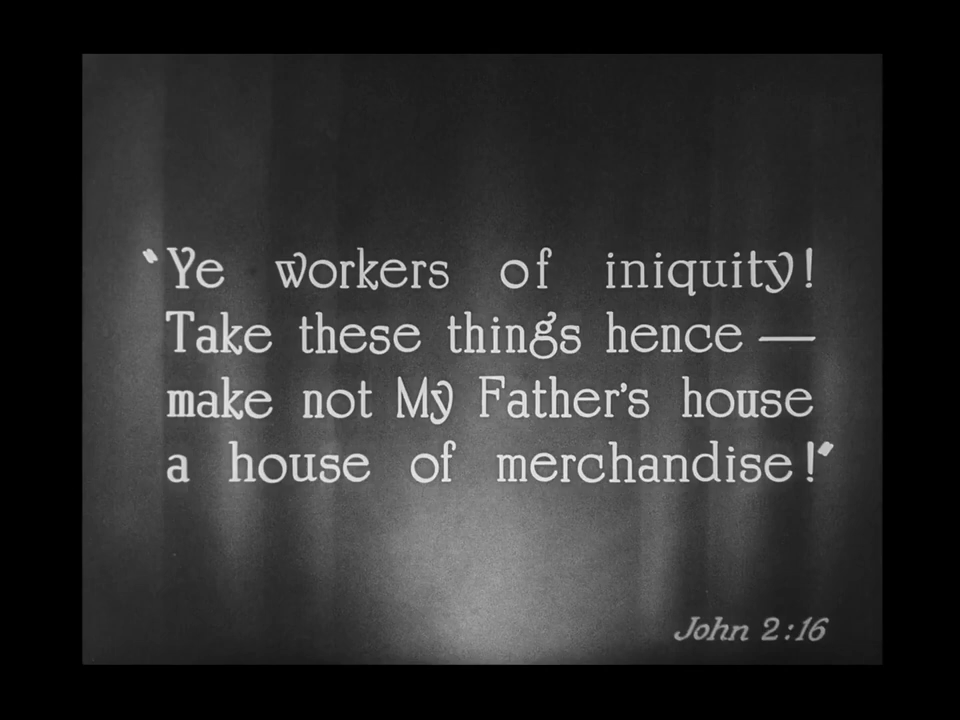 "Ye workers of iniquity!
Take these things hence —
make not My Father's house
a house of merchandise!"
John 2:16